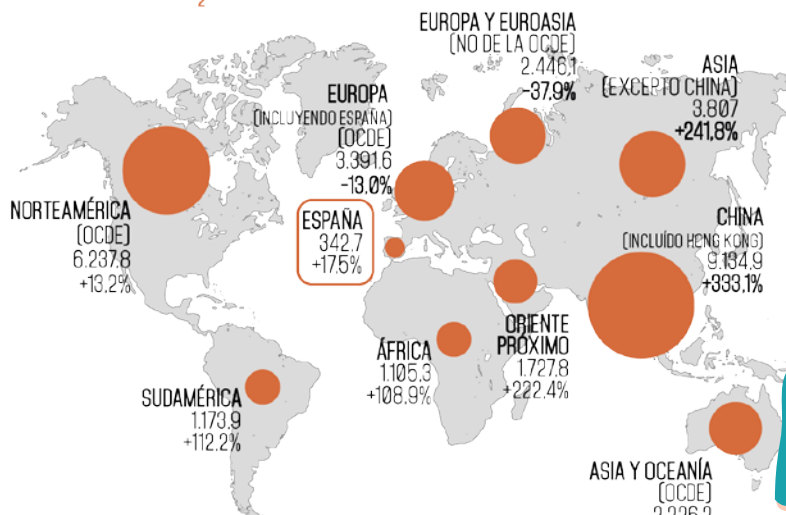 2
EUROPA Y EUROASIA
(NO DE LA OCDE)
2.446,1
-37,9%
ASIA
(EXCEPTO CHINA)
3.807
+241,8%
EUROPA
(INCLUYENDO ESPAÑA)
(OCDE)
3.391,6
-13,0%
NORTEAMÉRICA
(OCDE)
6.237,8
+13.2%
ESPAÑA
342.7
+17.5%
CHINA
(INCLUÍDO HONG KONG)
9.134,9
+333,1%
ORIENTE
PRÓXIMO
1.727.8
+222.4%
ÁFRICA
1.105.3
+108,9%
SUDAMÉRICA
1.173.9
+112.2%
ASIA Y OCEANÍA
(OCDE)